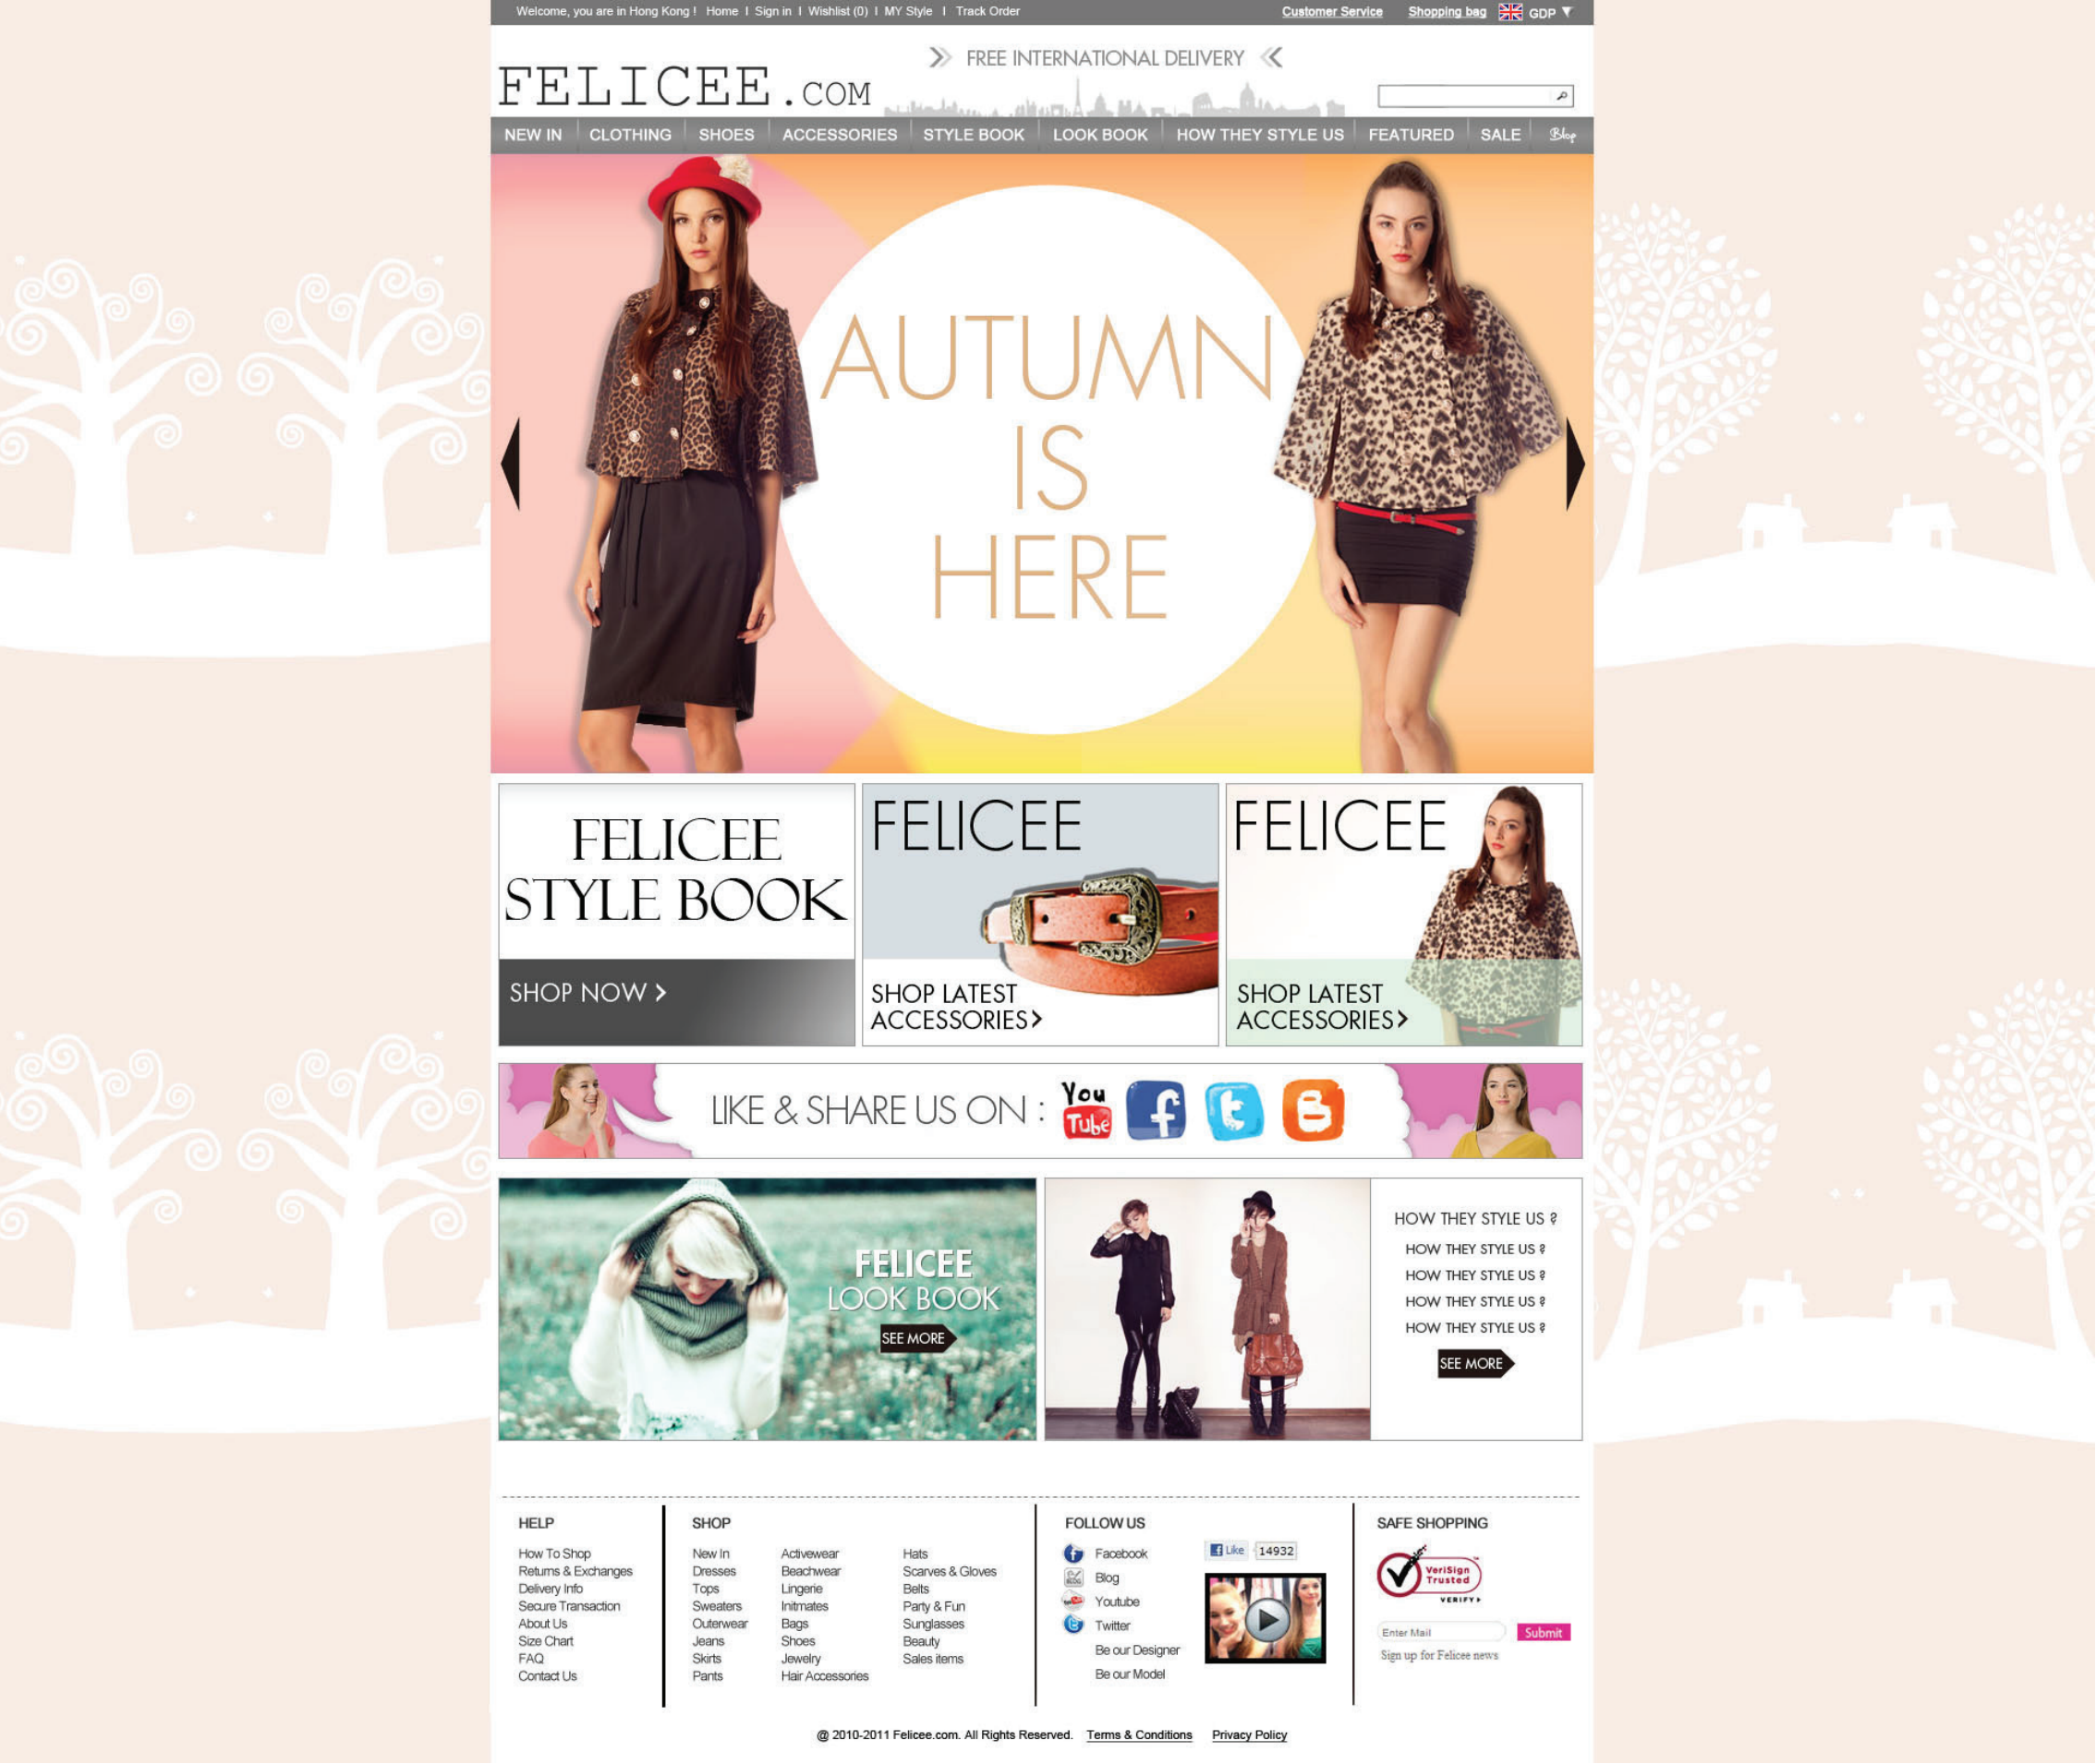 Welcome, you are in Hong Kong ! Home I Sign in I Wishlist (0) I MY Style I Track Order
Customer Service Shopping bag GDP
FREE INTERNATIONAL DELIVERY
FELICEE.COM
NEW IN CLOTHING SHOES ACCESSORIES STYLE BOOK LOOK BOOK HOW THEY STYLE US FEATURED SALE Blog
AUTUMN
IS
HERE
FELICEE
STYLE BOOK
SHOP NOW >
FELICEE
SHOP LATEST
ACCESSORIES>
FELICEE
SHOP LATEST
ACCESSORIES>
LIKE & SHARE US ON :
You
Tube
FELICEE
LOOK BOOK
SEE MORE
HOW THEY STYLE US ?
HOW THEY STYLE US ?
HOW THEY STYLE US ?
HOW THEY STYLE US ?
HOW THEY STYLE US ?
SEE MORE
HELP
How To Shop
Returns & Exchanges
Delivery Info
Secure Transaction
About Us
Size Chart
FAQ
Contact Us
SHOP
New In
Dresses
Tops
Sweaters
Outerwear
Jeans
Skirts
Pants
Activewear
Beachwear
Lingerie
Initmates
Bags
Shoes
Jewelry
Hair Accessories
Hats
Scarves & Gloves
Belts
Party & Fun
Sunglasses
Beauty
Sales items
FOLLOW US
Facebook
Blog
Youtube
Twitter
Be our Designer
Be our Model
Like 14932
SAFE SHOPPING
VeriSign
Trusted
VERIFY
Enter Mail Submit
Sign up for Felicee news
@ 2010-2011 Felicee.com. All Rights Reserved. Terms & Conditions Privacy Policy